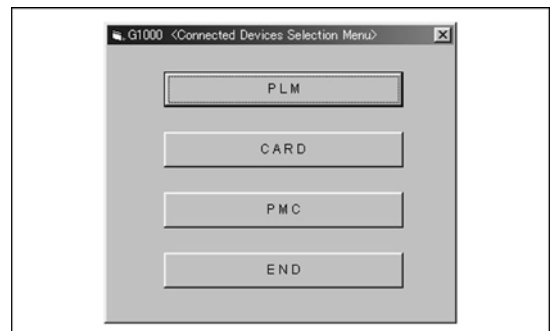 G1000 <Connected Devices Selection Menu>
PLM
CARD
PMC
END